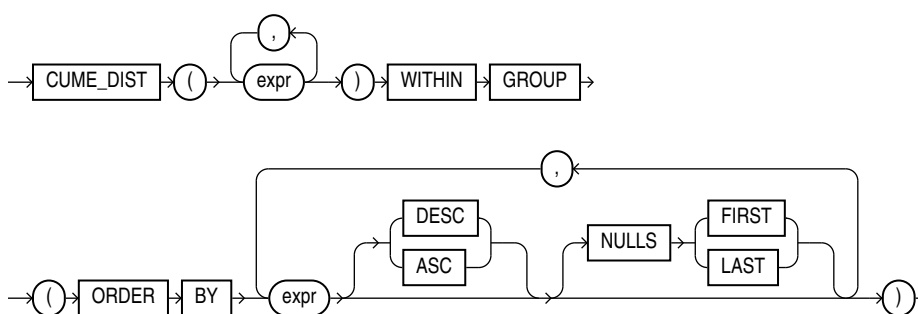 ,
CUME_DIST ( expr ) WITHIN GROUP
,
DESC FIRST
NULLS
ASC LAST
( ORDER BY expr )